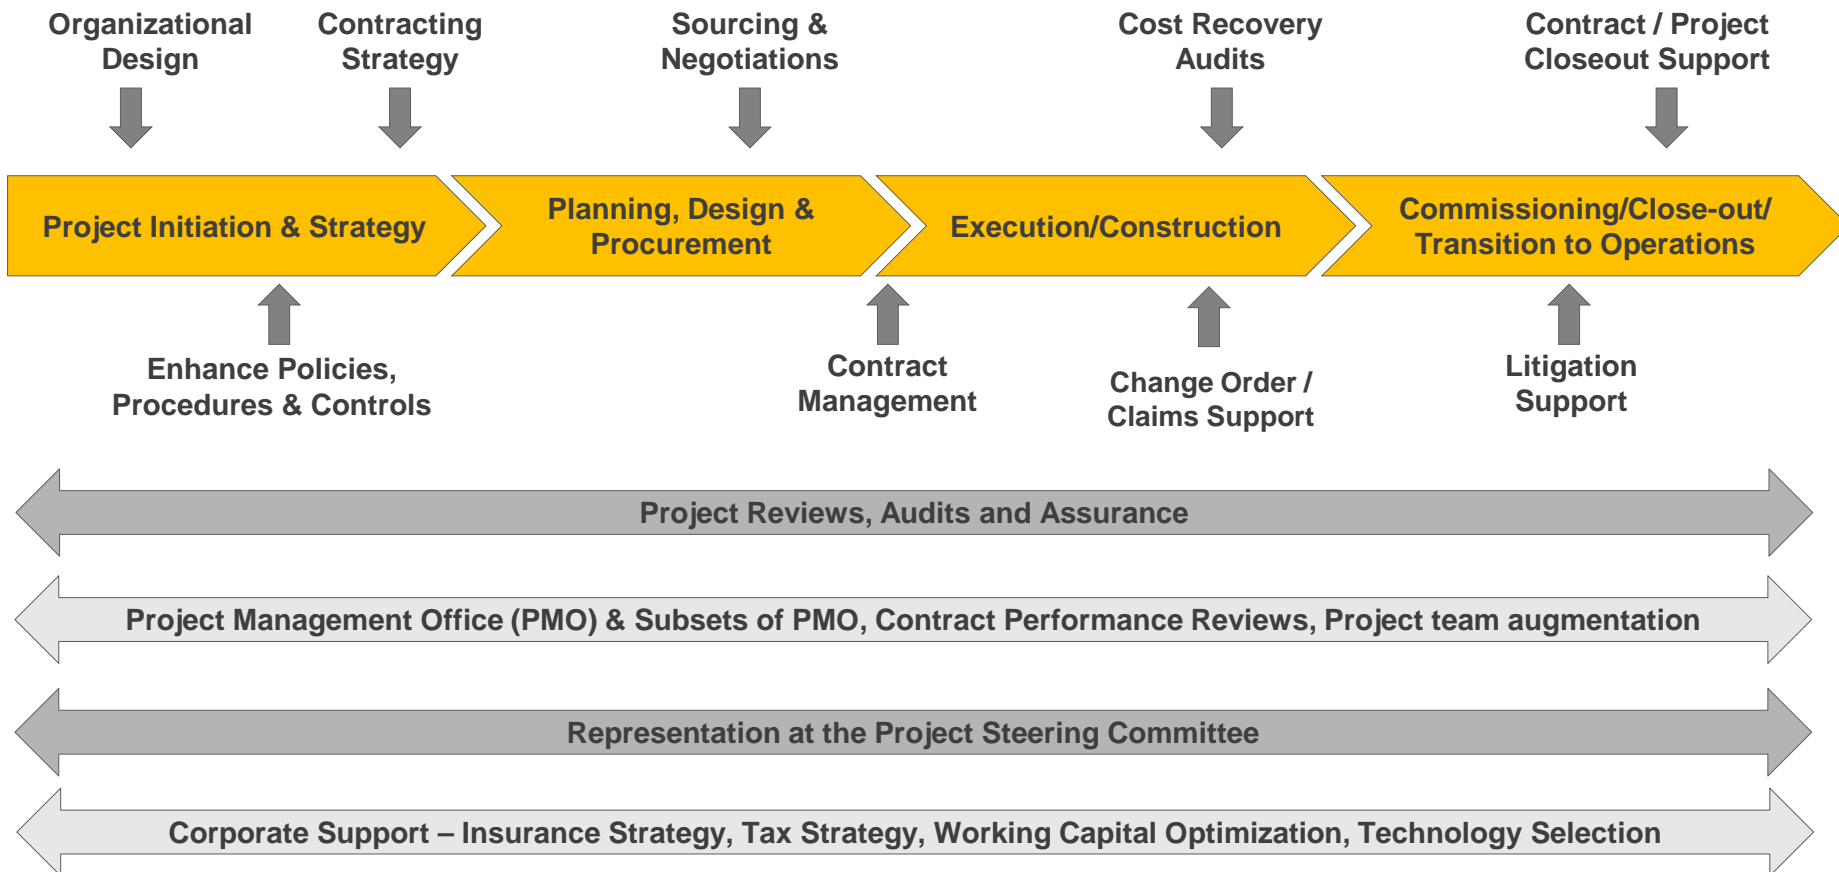 Organizational
Design
Contracting
Strategy
Sourcing &
Negotiations
Cost Recovery
Audits
Contract / Project
Closeout Support
Project Initiation & Strategy
Planning, Design &
Procurement
Execution/Construction
Commissioning/Close-out/
Transition to Operations
Enhance Policies,
Procedures & Controls
Contract
Management
Change Order /
Claims Support
Litigation
Support
Project Reviews, Audits and Assurance
Project Management Office (PMO) & Subsets of PMO, Contract Performance Reviews, Project team augmentation
Representation at the Project Steering Committee
Corporate Support – Insurance Strategy, Tax Strategy, Working Capital Optimization, Technology Selection